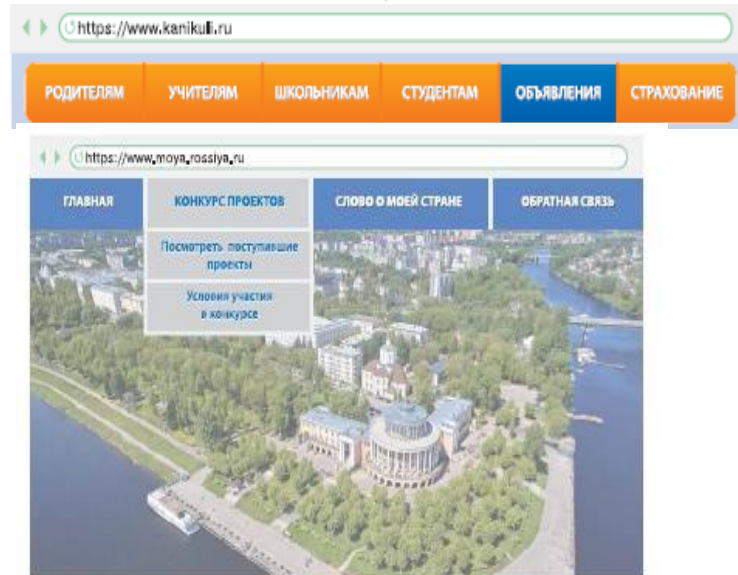 https://www.kanikuli.ru
РОДИТЕЛЯМ УЧИТЕЛЯМ ШКОЛЬНИКАМ СТУДЕНТАМ ОБЪЯВЛЕНИЯ СТРАХОВАНИЕ
https://www.moya.rossiya.ru
ГЛАВНАЯ КОНКУРС ПРОЕКТОВ СЛОВО О МОЕЙ СТРАНЕ ОБРАТНАЯ СВЯЗЬ
Посмотреть поступившие
проекты
Условия участия
в конкурсе